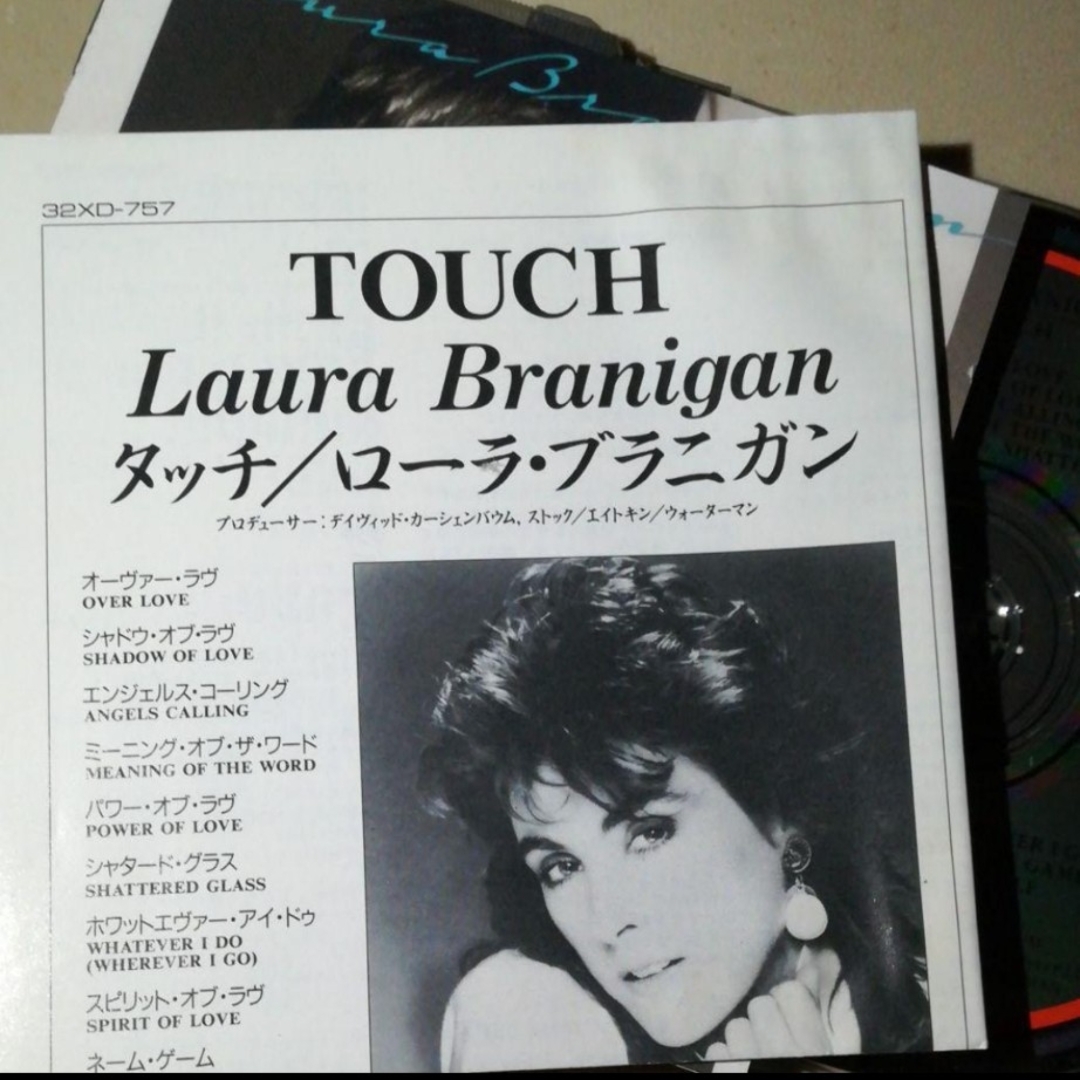 32XD-757
TOUCH
Laura Branigan
タッチ／ローラ・ブラニガン
プロデューサー：デイヴィッド・カーシェンバウム，ストック／エイトキン／ウォーターマン
オーヴァー・ラヴ
OVER LOVE
シャドウ・オブ・ラヴ
SHADOW OF LOVE
エンジェルス・コーリング
ANGELS CALLING
ミーニング・オブ・ザ・ワード
MEANING OF THE WORD
パワー・オブ・ラヴ
POWER OF LOVE
シャタード・グラス
SHATTERED GLASS
ホワットエヴァー・アイ・ドゥ
WHATEVER I DO
(WHEREVER I GO)
スピリット・オブ・ラヴ
SPIRIT OF LOVE
ネーム・ゲーム